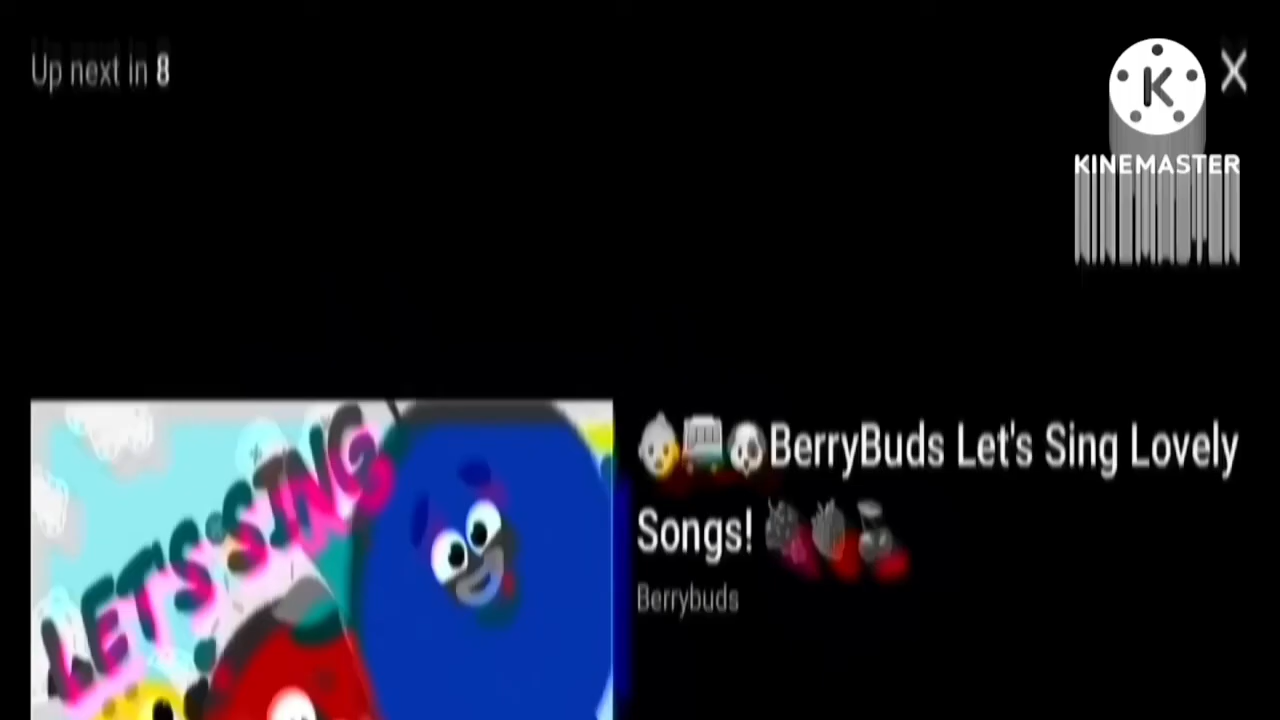 Up next in 8
X
K
KINEMASTER
LET'S SING
👶🚌🐶BerryBuds Let's Sing Lovely
Songs! 🍇🍓🍒
Berrybuds